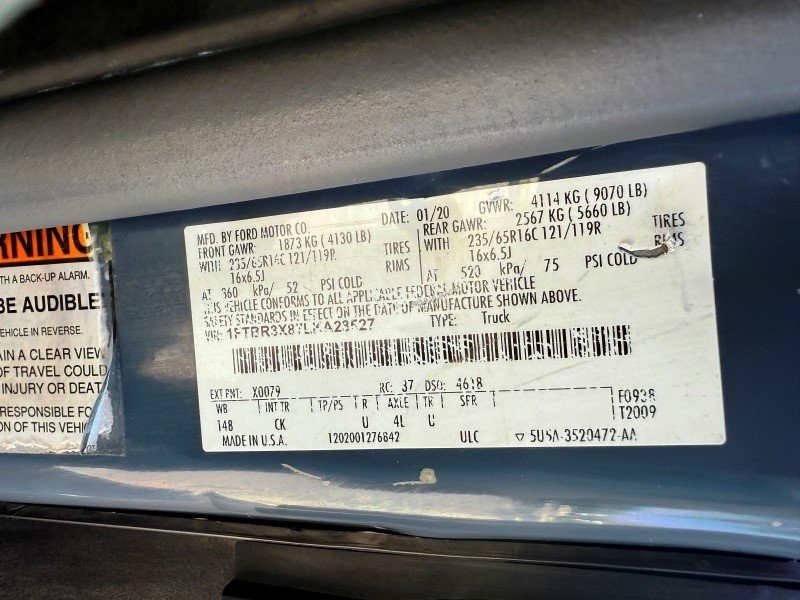 RNING
TH A BACK-UP ALARM.
BE AUDIBLE
EHICLE IN REVERSE.
AIN A CLEAR VIEW
OF TRAVEL COULD
INJURY OR DEAT
RESPONSIBLE FO
ON OF THIS VEHI
MFD. BY FORD MOTOR CO. DATE: 01/20 GVWR: 4114 KG ( 9070 LB)
FRONT GAWR: 1873 KG ( 4130 LB) REAR GAWR: 2567 KG ( 5660 LB)
WITH 235/65R16C 121/119R TIRES WITH 235/65R16C 121/119R TIRES
16x6.5J RIMS 16x6.5J RIMS
AT 360 kPa/ 52 PSI COLD AT 520 kPa/ 75 PSI COLD
THIS VEHICLE CONFORMS TO ALL APPLICABLE FEDERAL MOTOR VEHICLE
SAFETY STANDARDS IN EFFECT ON THE DATE OF MANUFACTURE SHOWN ABOVE.
VIN: TYPE: Truck
EXT PNT: X0079 RC: 37 DSO: 4618
WB INT TR TP/PS R AXLE TR SFR F0938
148 CK U 4L U T2009
MADE IN U.S.A. 1202001276842 ULC ▽ 5U5A-3520472-AA